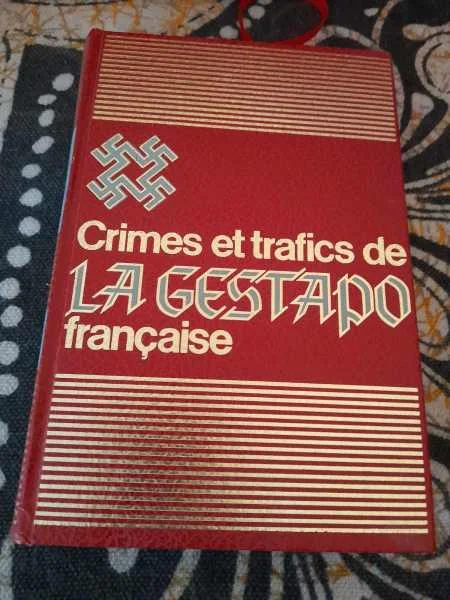 Crimes et trafics de
LA GESTAPO
française